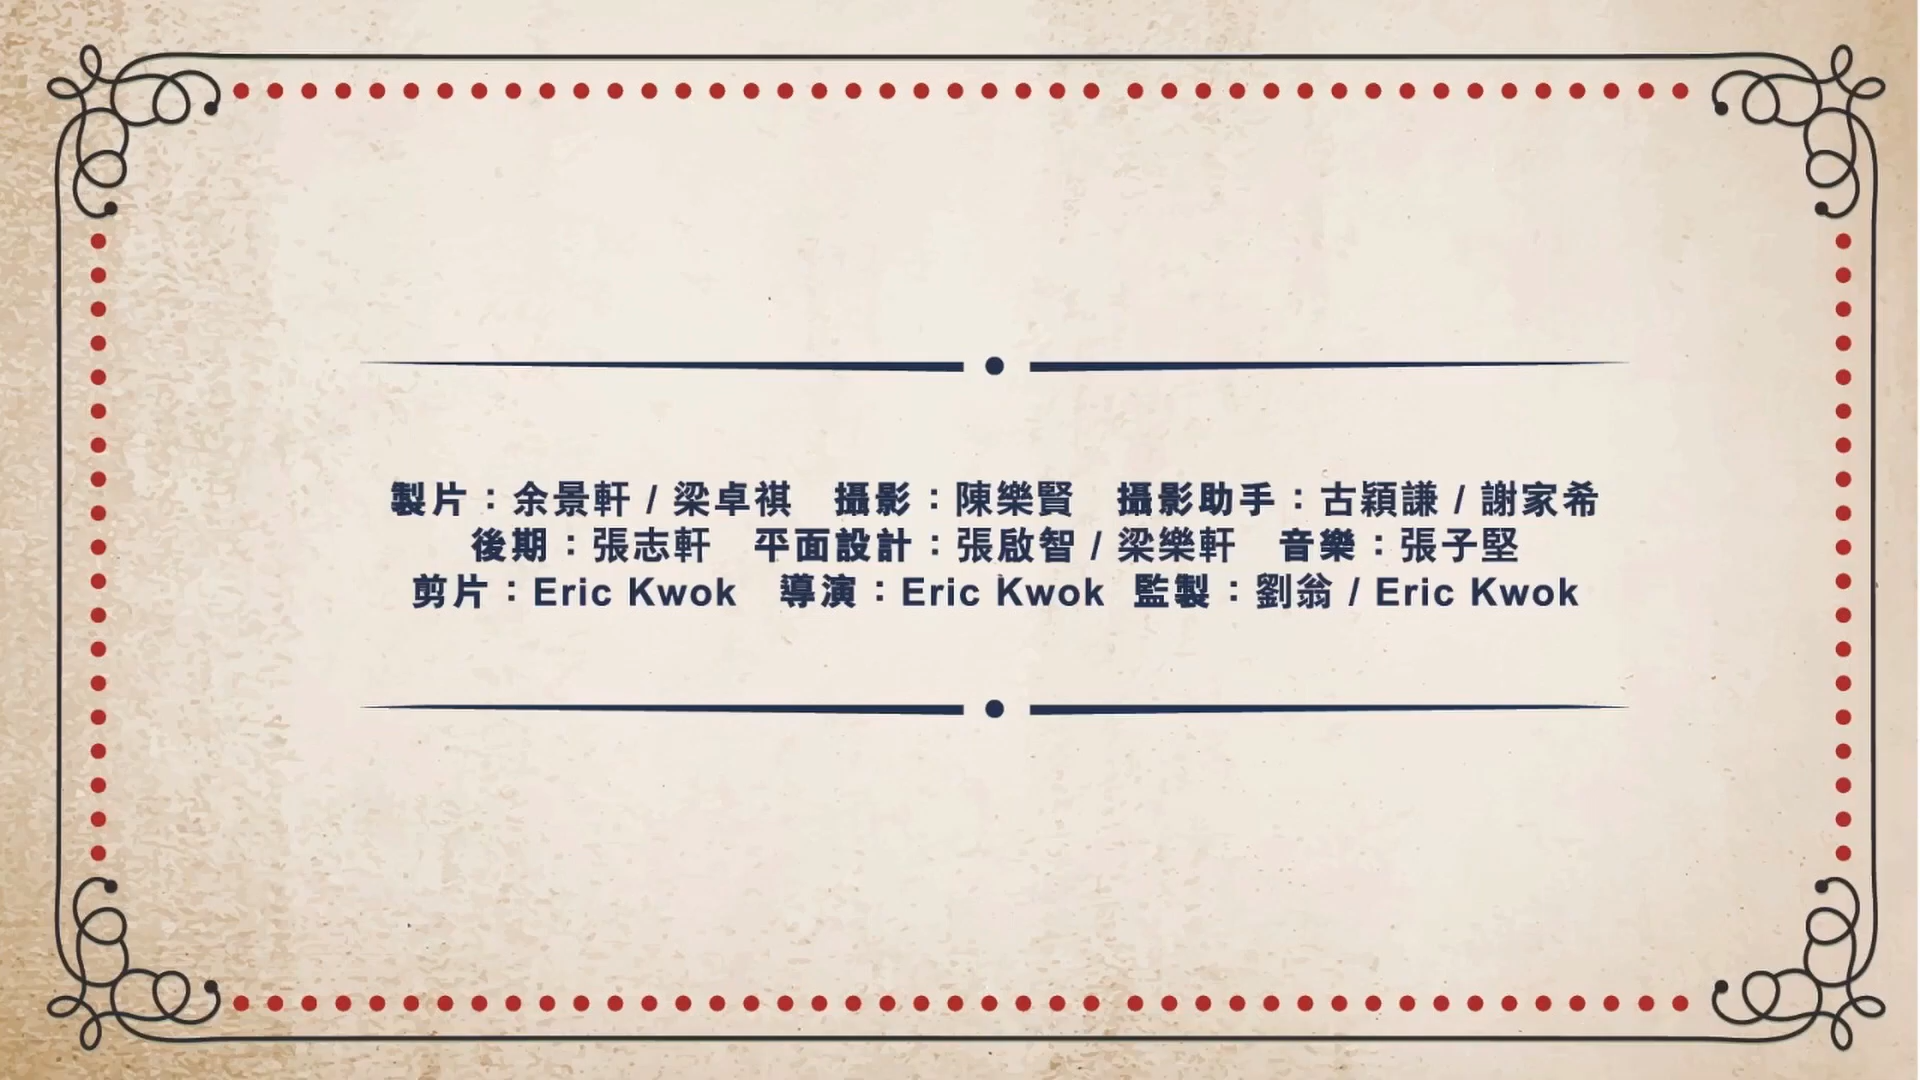 製片：余景軒 / 梁卓祺　攝影：陳樂賢　攝影助手：古穎謙 / 謝家希
後期：張志軒　平面設計：張啟智 / 梁樂軒　音樂：張子堅
剪片：Eric Kwok　導演：Eric Kwok　監製：劉翁 / Eric Kwok